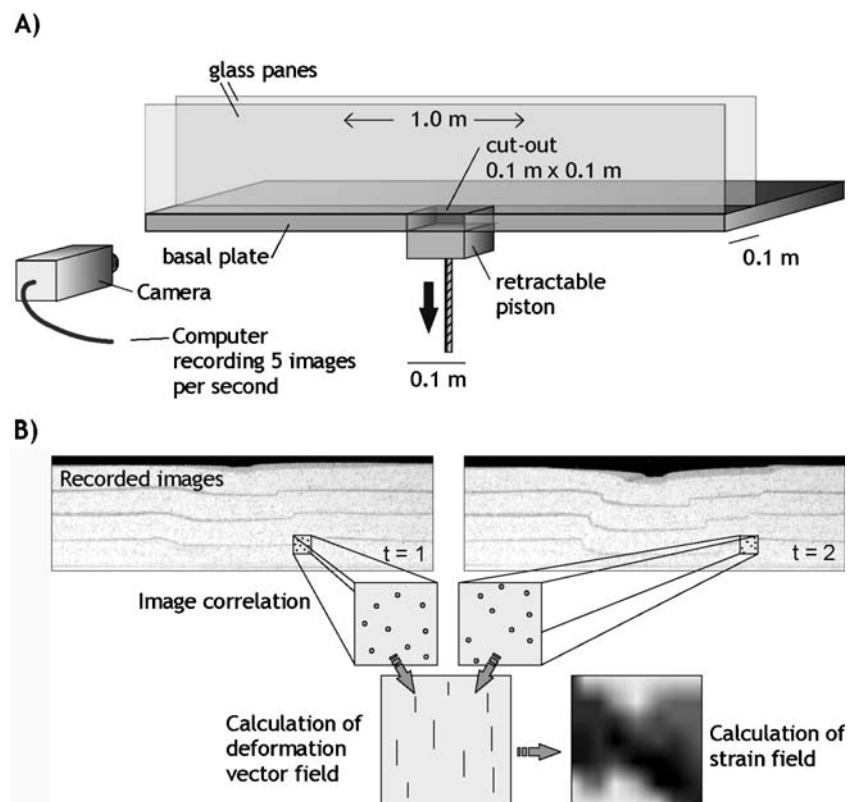 A)
glass panes
1.0 m
cut-out
0.1 m x 0.1 m
basal plate
0.1 m
Camera
retractable
piston
Computer
recording 5 images
per second
0.1 m
B)
Recorded images
t = 1
t = 2
Image correlation
Calculation of
deformation
vector field
Calculation of
strain field